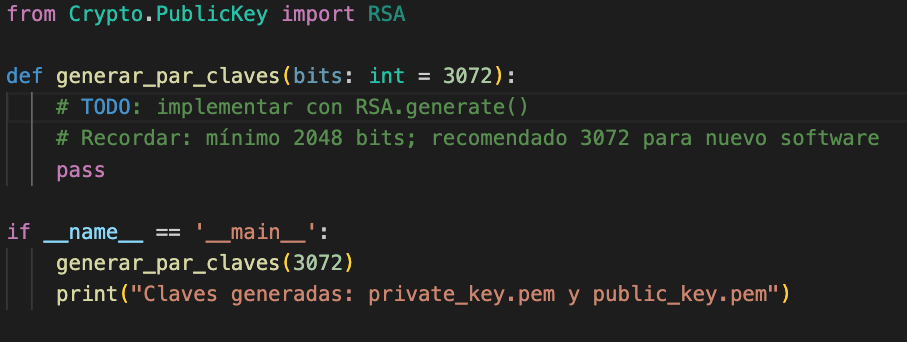 from Crypto.PublicKey import RSA

def generar_par_claves(bits: int = 3072):
    # TODO: implementar con RSA.generate()
    # Recordar: mínimo 2048 bits; recomendado 3072 para nuevo software
    pass

if __name__ == '__main__':
    generar_par_claves(3072)
    print("Claves generadas: private_key.pem y public_key.pem")